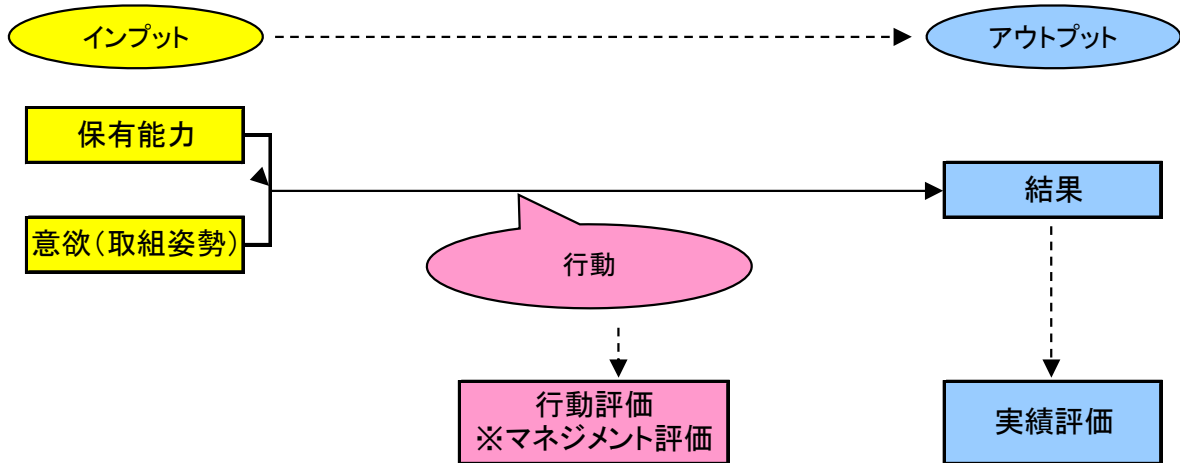 インプット
アウトプット
保有能力
結果
意欲（取組姿勢）
行動
行動評価
※マネジメント評価
実績評価